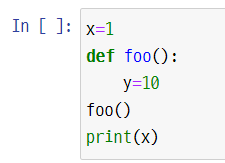 In [ ]: x=1
def foo():
    y=10
foo()
print(x)